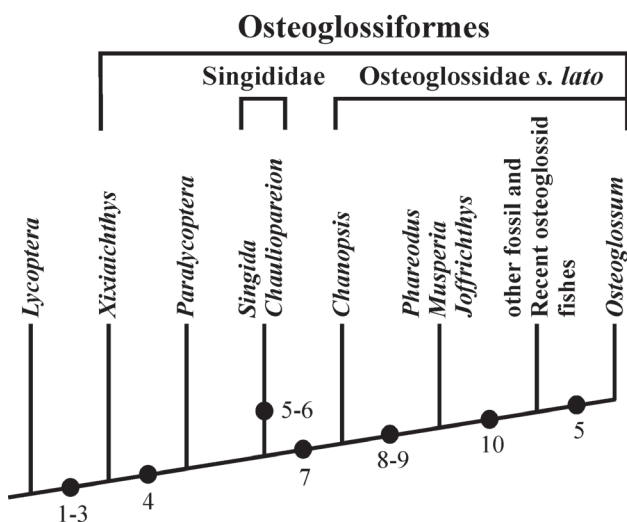 Osteoglossiformes
Singididae
Osteoglossidae s. lato
Lycoptera
Xixiaichthys
Paralycoptera
Singida
Chauliopareion
Chanopsis
Phareodus
Musperia
Joffrichthys
other fossil and
Recent osteoglossid
fishes
Osteoglossum
5-6
1-3
4
7
8-9
10
5